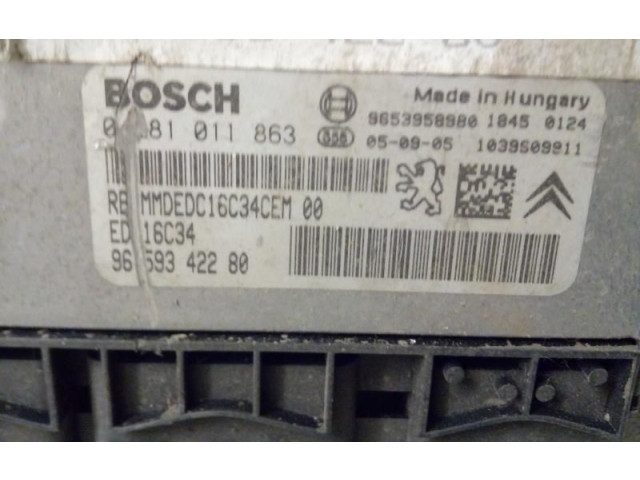 BOSCH
Made in Hungary
9653958980 1845 0124
281 011 863
05-09-05 1039S09911
MMDEDC16C34CEM 00
16C34
593 422 80